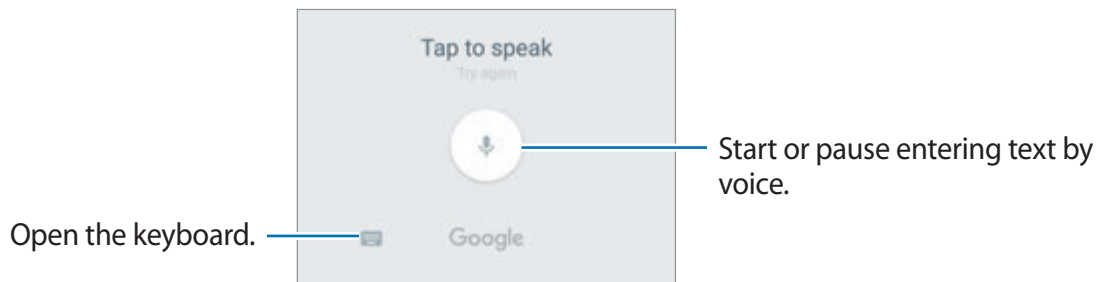 Tap to speak
Try again
Start or pause entering text by
voice.
Open the keyboard.
Google